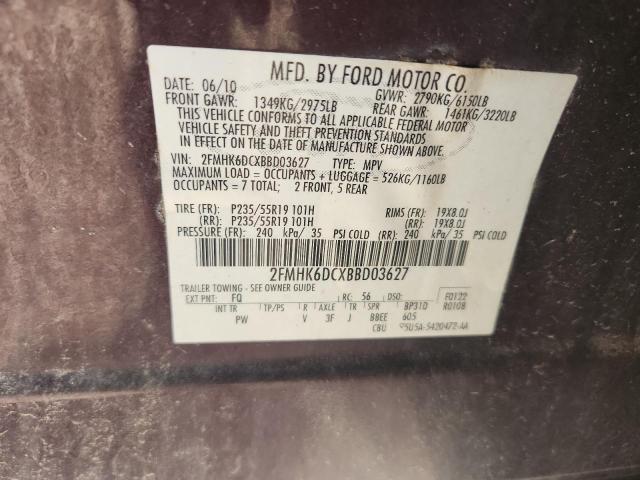 MFD. BY FORD MOTOR CO.
DATE: 06/10 GVWR: 2790KG/6150LB
FRONT GAWR: 1349KG/2975LB REAR GAWR: 1461KG/3220LB
THIS VEHICLE CONFORMS TO ALL APPLICABLE FEDERAL MOTOR
VEHICLE SAFETY AND THEFT PREVENTION STANDARDS
IN EFFECT ON THE DATE OF MANUFACTURE SHOWN ABOVE.
VIN: 2FMHK6DCXBBD03627 TYPE: MPV
MAXIMUM LOAD = OCCUPANTS + LUGGAGE = 526KG/1160LB
OCCUPANTS = 7 TOTAL: 2 FRONT, 5 REAR
TIRE (FR): P235/55R19 101H RIMS (FR): 19X8.0J
(RR): P235/55R19 101H (RR): 19X8.0J
PRESSURE (FR): 240 kPa/ 35 PSI COLD (RR): 240 kPa/ 35 PSI COLD
2FMHK6DCXBBD03627
TRAILER TOWING - SEE OWNER GUIDE
EXT PNT: FQ RC: 56 DSO: F0122
INT TR TP/PS R AXLE TR SPR BP310 R0108
PW V 3F J BBEE 605
CBU 5U5A-5420472-AA